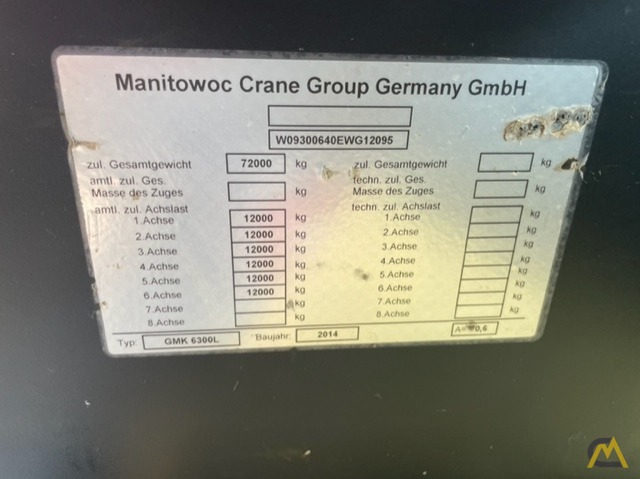 Manitowoc Crane Group Germany GmbH
W09300640EWG12095
zul. Gesamtgewicht 72000 kg zul. Gesamtgewicht kg
amtl. zul. Ges. techn. zul. Ges.
Masse des Zuges kg Masse des Zuges kg
amtl. zul. Achslast techn. zul. Achslast
1.Achse 12000 kg 1.Achse kg
2.Achse 12000 kg 2.Achse kg
3.Achse 12000 kg 3.Achse kg
4.Achse 12000 kg 4.Achse kg
5.Achse 12000 kg 5.Achse kg
6.Achse 12000 kg 6.Achse kg
7.Achse kg 7.Achse kg
8.Achse kg 8.Achse kg
Typ: GMK 6300L Baujahr: 2014